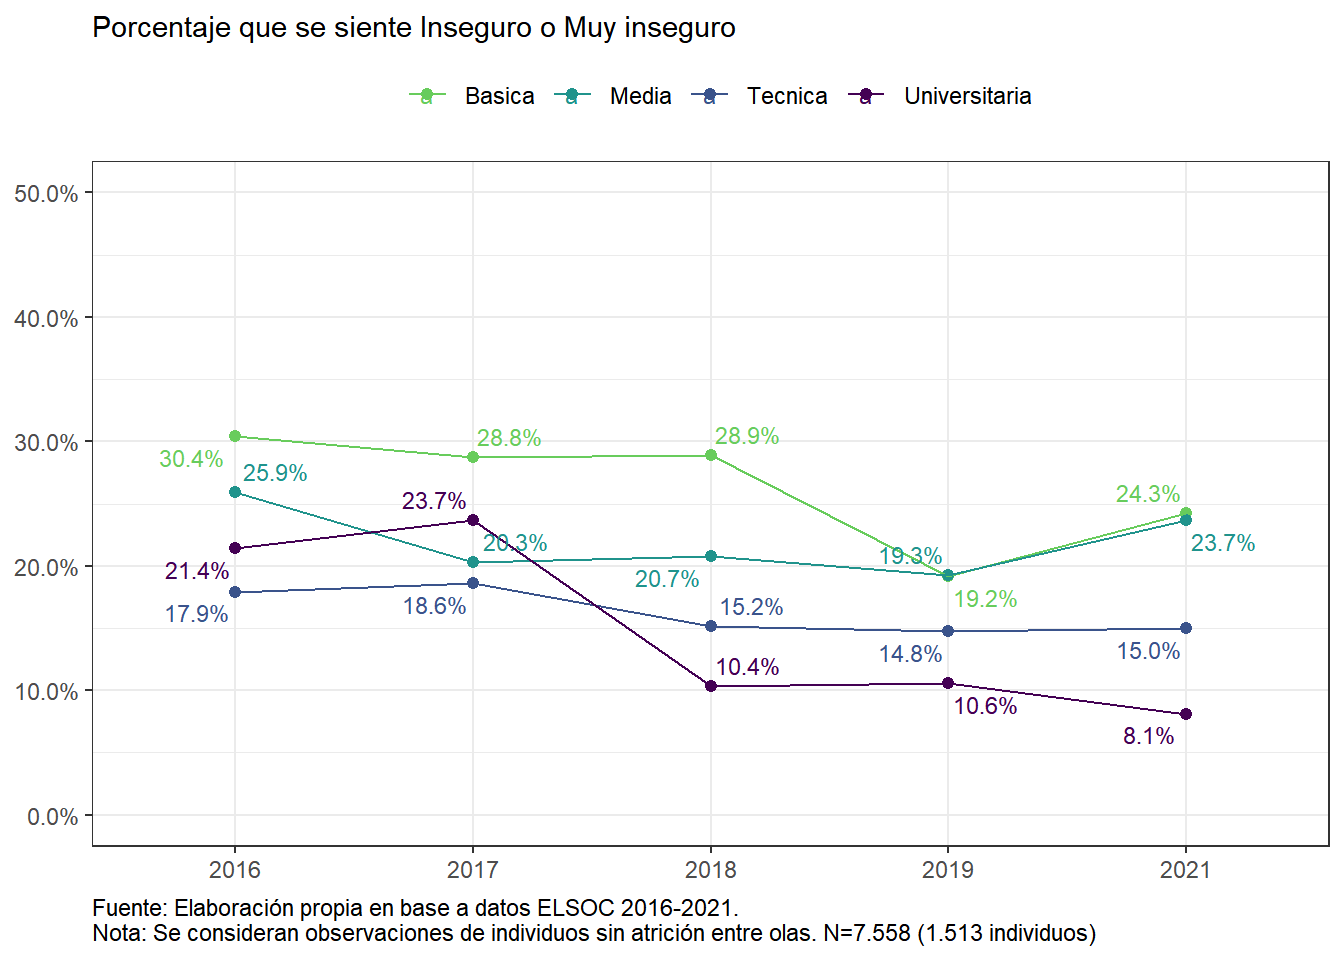 Porcentaje que se siente Inseguro o Muy inseguro
a Basica a Media a Tecnica a Universitaria
50.0%
40.0%
30.0%
20.0%
10.0%
0.0%
30.4% 28.8% 28.9% 19.2% 24.3%
25.9% 20.3% 20.7% 19.3% 23.7%
17.9% 18.6% 15.2% 14.8% 15.0%
21.4% 23.7% 10.4% 10.6% 8.1%
2016 2017 2018 2019 2021
Fuente: Elaboración propia en base a datos ELSOC 2016-2021.
Nota: Se consideran observaciones de individuos sin atrición entre olas. N=7.558 (1.513 individuos)